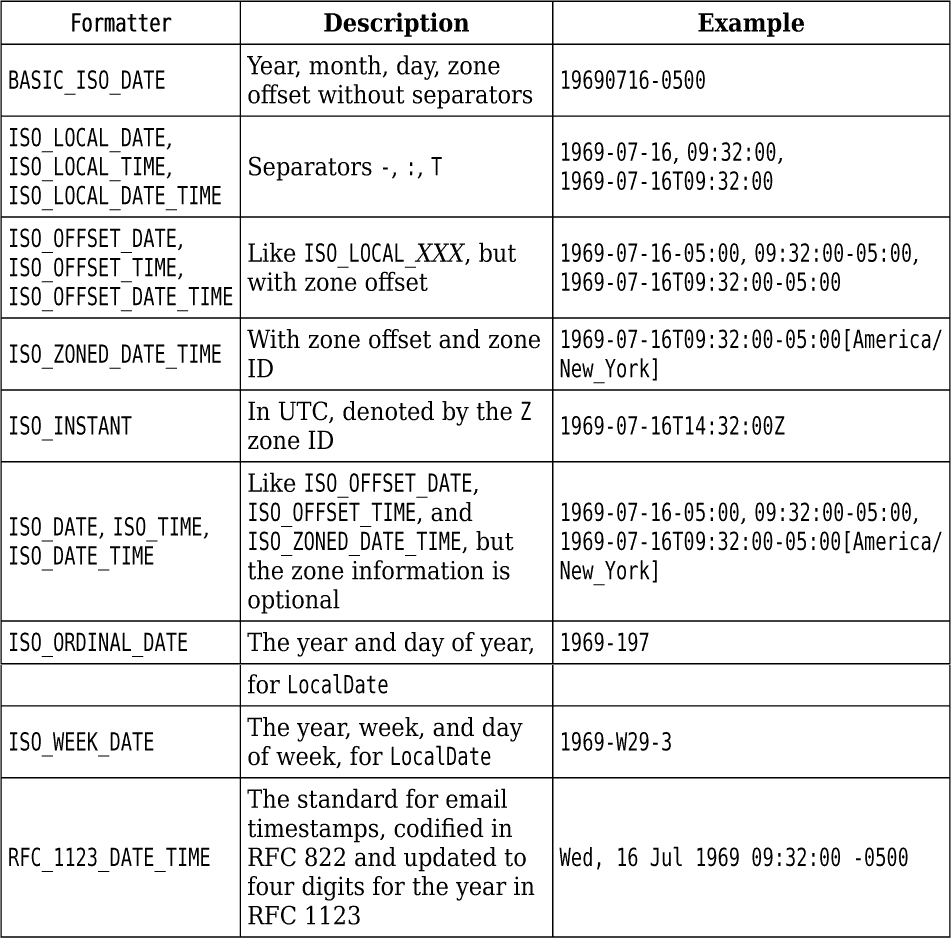 Formatter Description Example
BASIC_ISO_DATE
Year, month, day, zone
offset without separators
19690716-0500
ISO_LOCAL_DATE,
ISO_LOCAL_TIME,
ISO_LOCAL_DATE_TIME
Separators -, :, T
1969-07-16, 09:32:00,
1969-07-16T09:32:00
ISO_OFFSET_DATE,
ISO_OFFSET_TIME,
ISO_OFFSET_DATE_TIME
Like ISO_LOCAL_XXX, but
with zone offset
1969-07-16-05:00, 09:32:00-05:00,
1969-07-16T09:32:00-05:00
ISO_ZONED_DATE_TIME
With zone offset and zone
ID
1969-07-16T09:32:00-05:00[America/
New_York]
ISO_INSTANT
In UTC, denoted by the Z
zone ID
1969-07-16T14:32:00Z
ISO_DATE, ISO_TIME,
ISO_DATE_TIME
Like ISO_OFFSET_DATE,
ISO_OFFSET_TIME, and
ISO_ZONED_DATE_TIME, but
the zone information is
optional
1969-07-16-05:00, 09:32:00-05:00,
1969-07-16T09:32:00-05:00[America/
New_York]
ISO_ORDINAL_DATE
The year and day of year,
1969-197
for LocalDate
ISO_WEEK_DATE
The year, week, and day
of week, for LocalDate
1969-W29-3
RFC_1123_DATE_TIME
The standard for email
timestamps, codified in
RFC 822 and updated to
four digits for the year in
RFC 1123
Wed, 16 Jul 1969 09:32:00 -0500